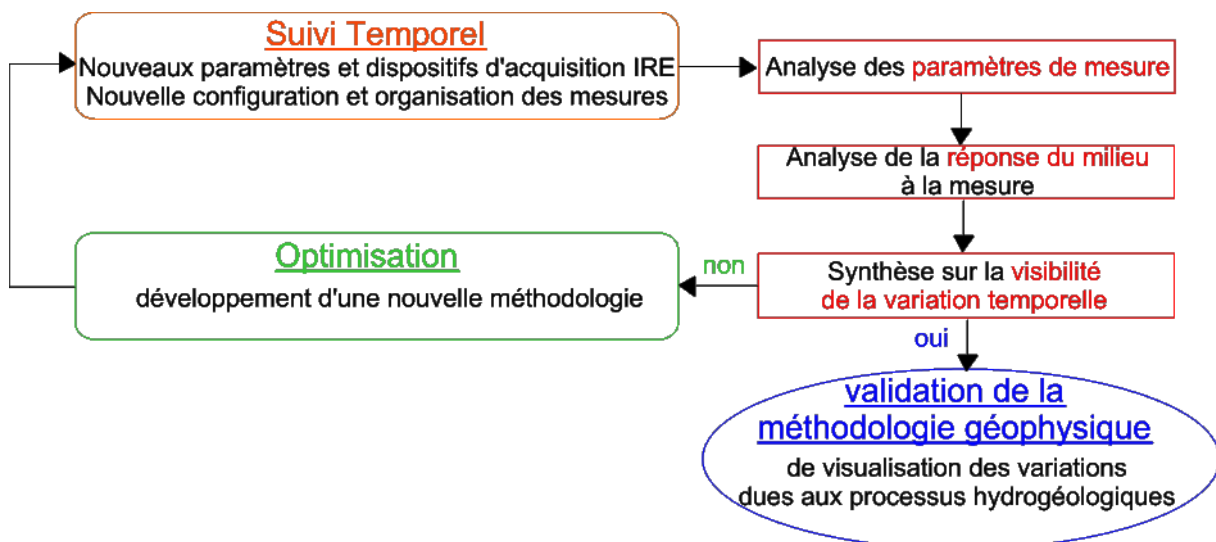 Suivi Temporel
Nouveaux paramètres et dispositifs d'acquisition IRE
Nouvelle configuration et organisation des mesures
Analyse des paramètres de mesure
Analyse de la réponse du milieu
à la mesure
Synthèse sur la visibilité
de la variation temporelle
non
Optimisation
développement d'une nouvelle méthodologie
oui
validation de la
méthodologie géophysique
de visualisation des variations
dues aux processus hydrogéologiques